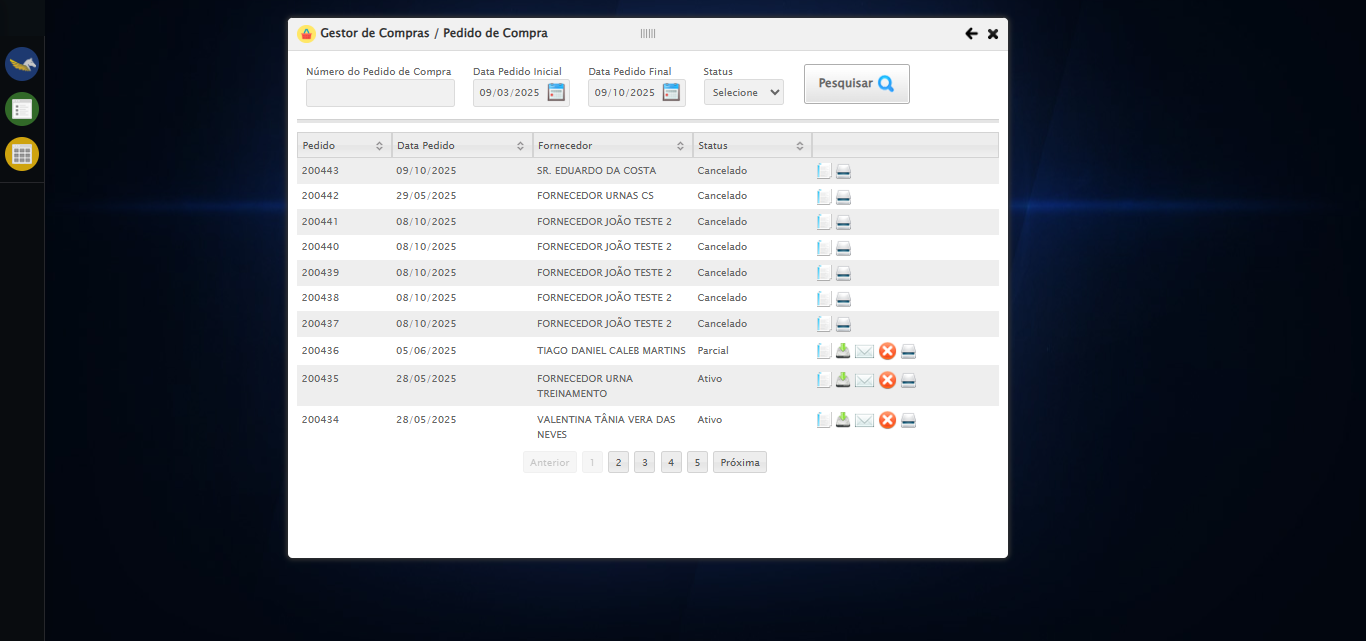 Gestor de Compras / Pedido de Compra
Número do Pedido de Compra Data Pedido Inicial Data Pedido Final Status
09/03/2025 09/10/2025 Selecione Pesquisar
Pedido Data Pedido Fornecedor Status
200443 09/10/2025 SR. EDUARDO DA COSTA Cancelado
200442 29/05/2025 FORNECEDOR URNAS CS Cancelado
200441 08/10/2025 FORNECEDOR JOÃO TESTE 2 Cancelado
200440 08/10/2025 FORNECEDOR JOÃO TESTE 2 Cancelado
200439 08/10/2025 FORNECEDOR JOÃO TESTE 2 Cancelado
200438 08/10/2025 FORNECEDOR JOÃO TESTE 2 Cancelado
200437 08/10/2025 FORNECEDOR JOÃO TESTE 2 Cancelado
200436 05/06/2025 TIAGO DANIEL CALEB MARTINS Parcial
200435 28/05/2025 FORNECEDOR URNA Ativo
TREINAMENTO
200434 28/05/2025 VALENTINA TÂNIA VERA DAS Ativo
NEVES
Anterior 1 2 3 4 5 Próxima